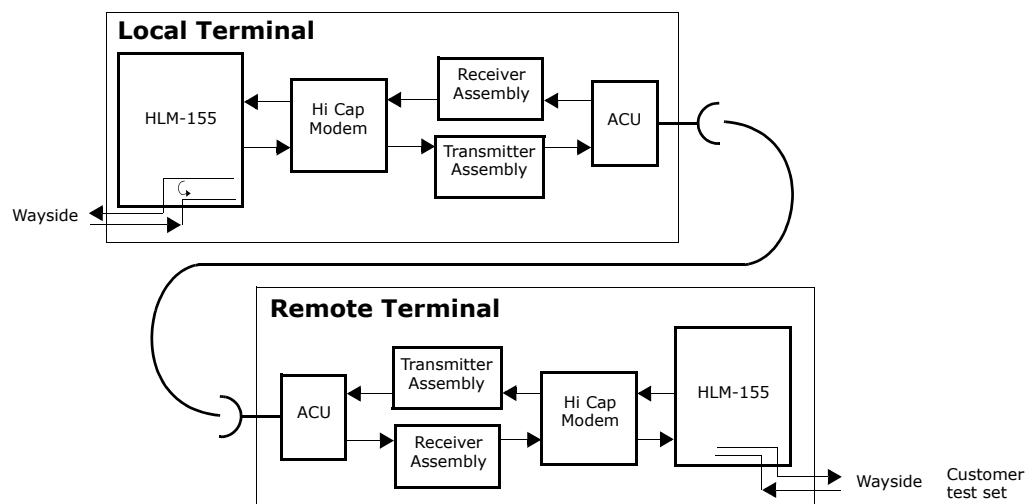 Local Terminal
HLM-155
Hi Cap
Modem
Receiver
Assembly
Transmitter
Assembly
ACU
Wayside
Remote Terminal
ACU
Transmitter
Assembly
Receiver
Assembly
Hi Cap
Modem
HLM-155
Wayside
Customer
test set